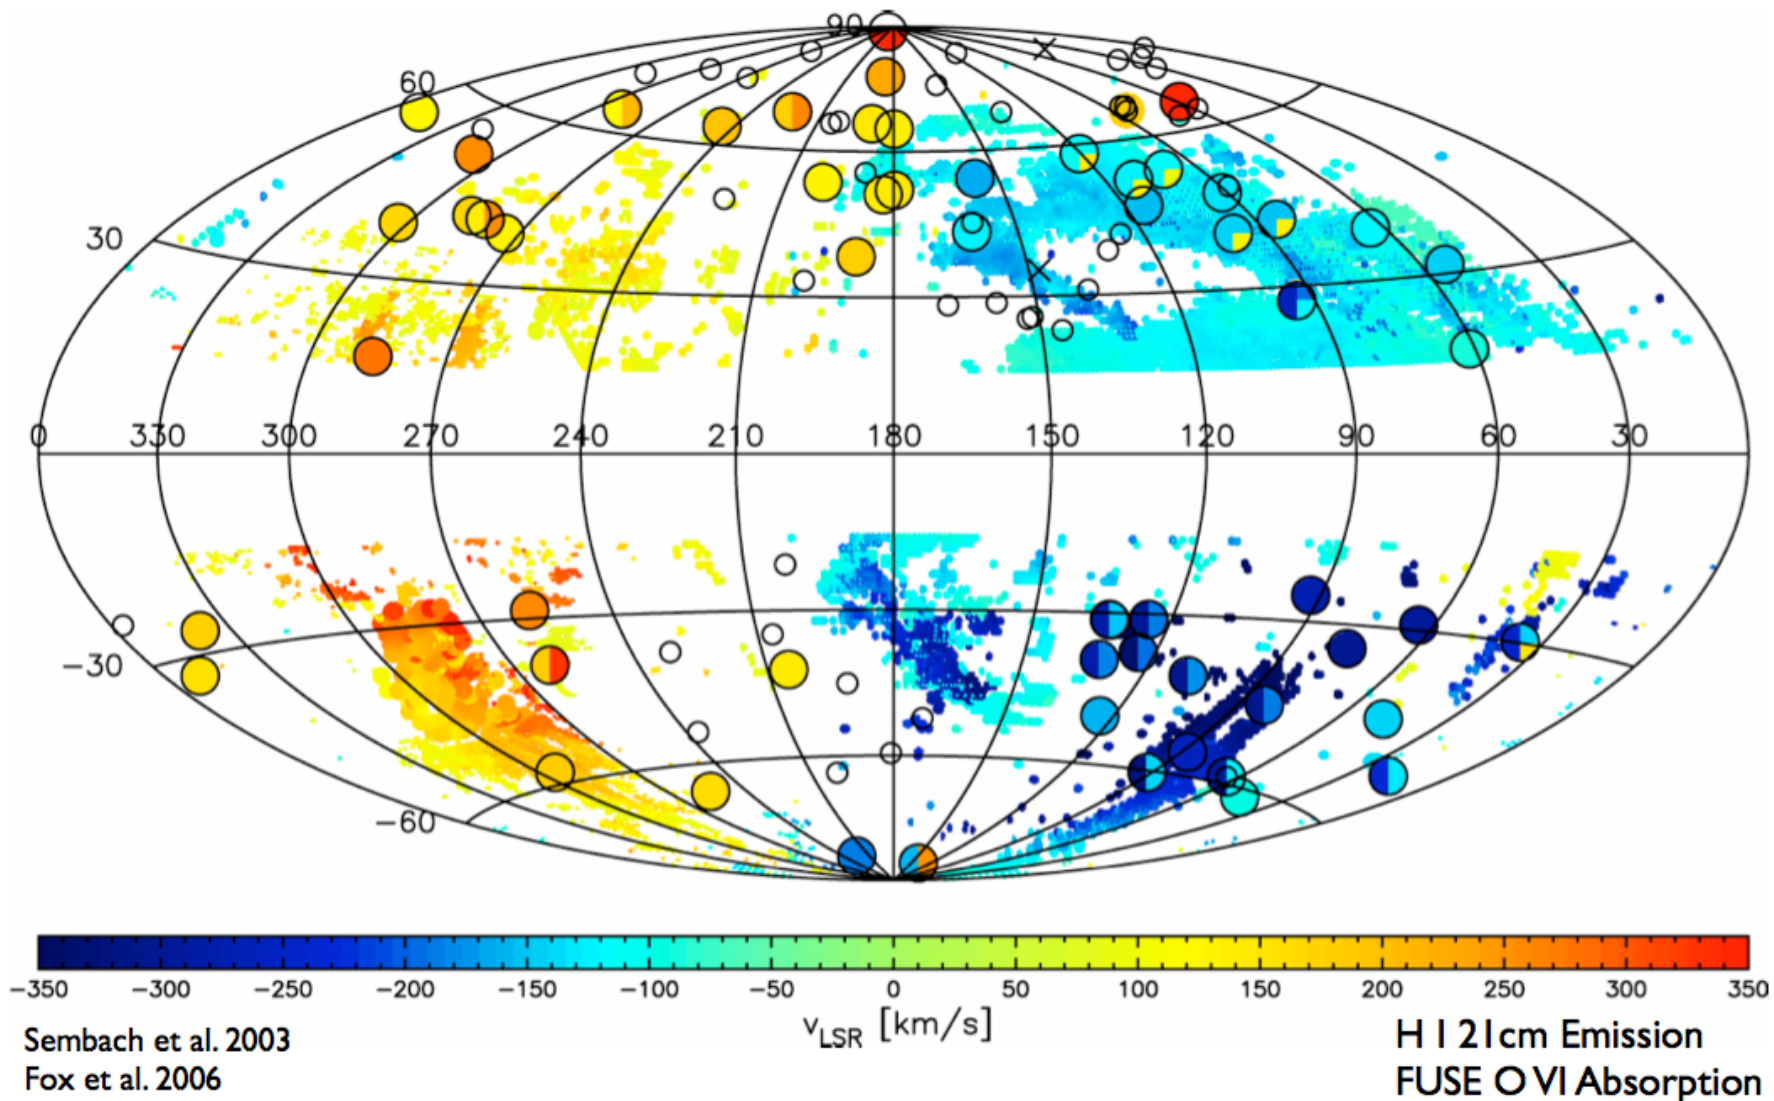 90
60
30
0 330 300 270 240 210 180 150 120 90 60 30
−30
−60
−350 −300 −250 −200 −150 −100 −50 0 50 100 150 200 250 300 350
vLSR [km/s]
Sembach et al. 2003
Fox et al. 2006
H I 21cm Emission
FUSE O VI Absorption